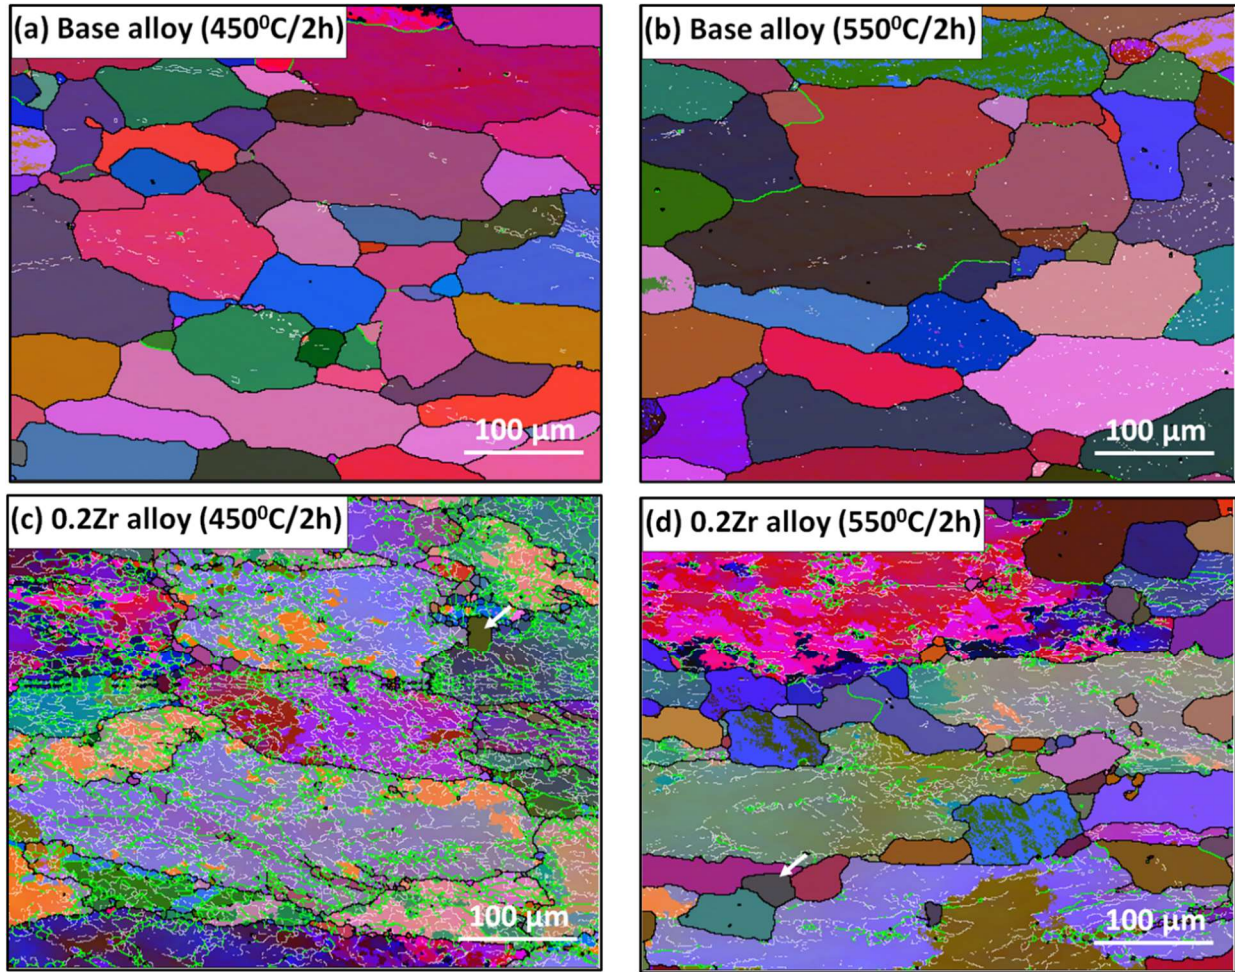 (a) Base alloy (450⁰C/2h)
(b) Base alloy (550⁰C/2h)
100 µm
100 µm
(c) 0.2Zr alloy (450⁰C/2h)
(d) 0.2Zr alloy (550⁰C/2h)
100 µm
100 µm